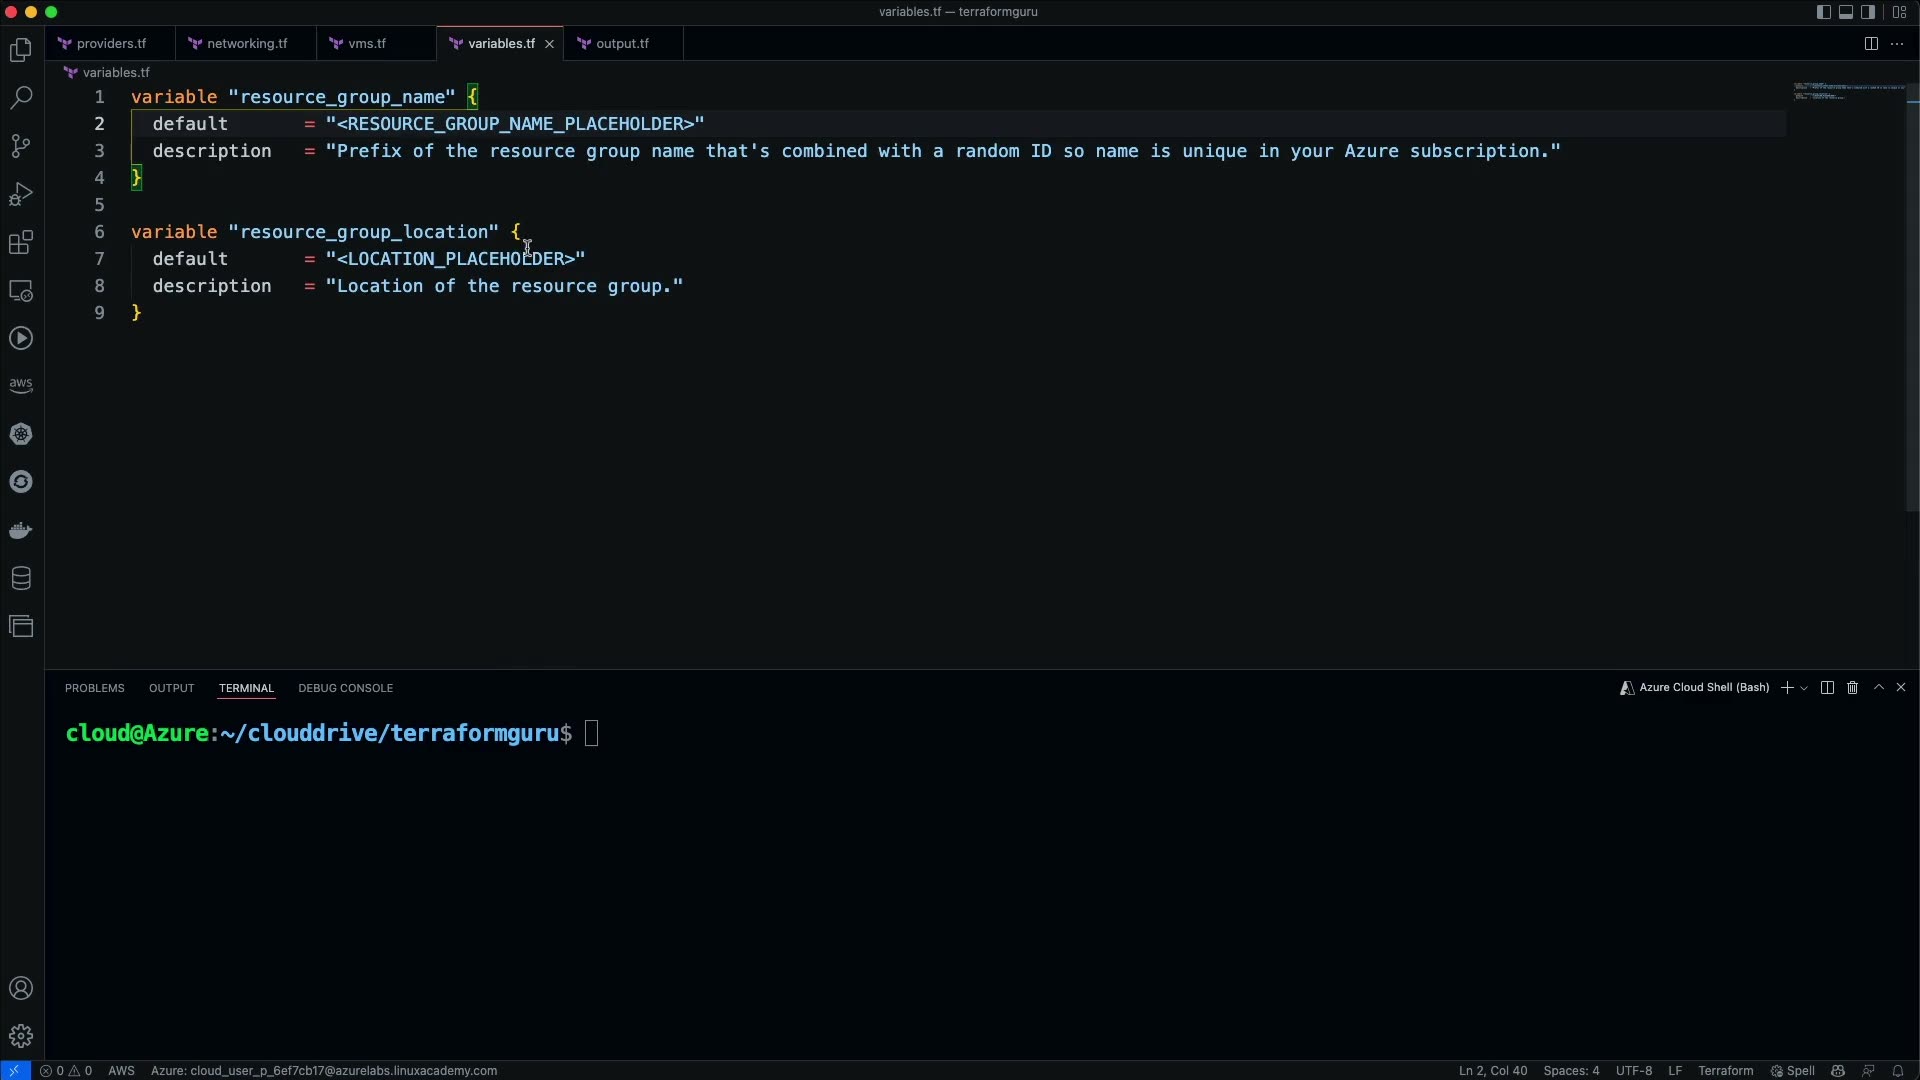 variables.tf — terraformguru
providers.tf
networking.tf
vms.tf
variables.tf
output.tf
variables.tf
1 variable "resource_group_name" {
2 default = "<RESOURCE_GROUP_NAME_PLACEHOLDER>"
3 description = "Prefix of the resource group name that's combined with a random ID so name is unique in your Azure subscription."
4 }
5
6 variable "resource_group_location" {
7 default = "<LOCATION_PLACEHOLDER>"
8 description = "Location of the resource group."
9 }
aws
PROBLEMS OUTPUT TERMINAL DEBUG CONSOLE
Azure Cloud Shell (Bash)
cloud@Azure:~/clouddrive/terraformguru$
0 0 AWS Azure: cloud_user_p_6ef7cb17@azurelabs.linuxacademy.com
Ln 2, Col 40 Spaces: 4 UTF-8 LF Terraform Spell